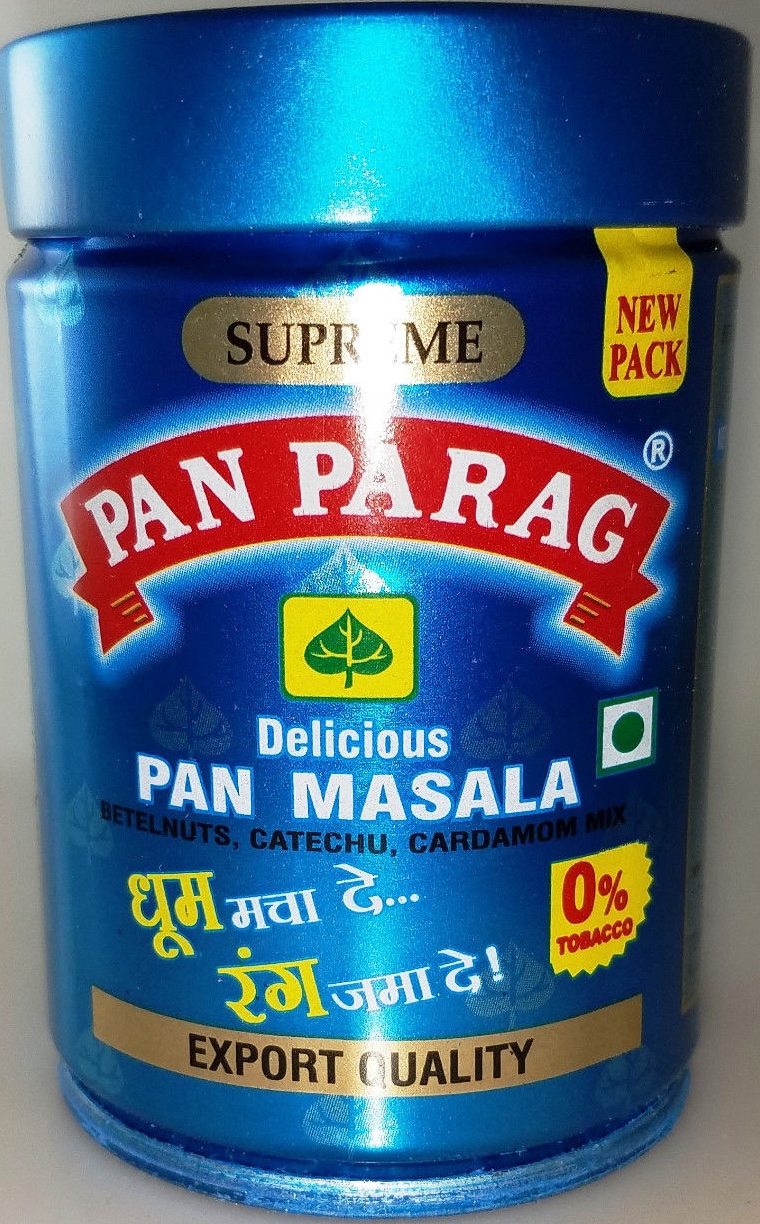 SUPREME
NEW
PACK
PAN PARAG ®
Delicious
PAN MASALA
BETELNUTS, CATECHU, CARDAMOM MIX
धूम मचा दे...
रंग जमा दे!
0%
TOBACCO
EXPORT QUALITY